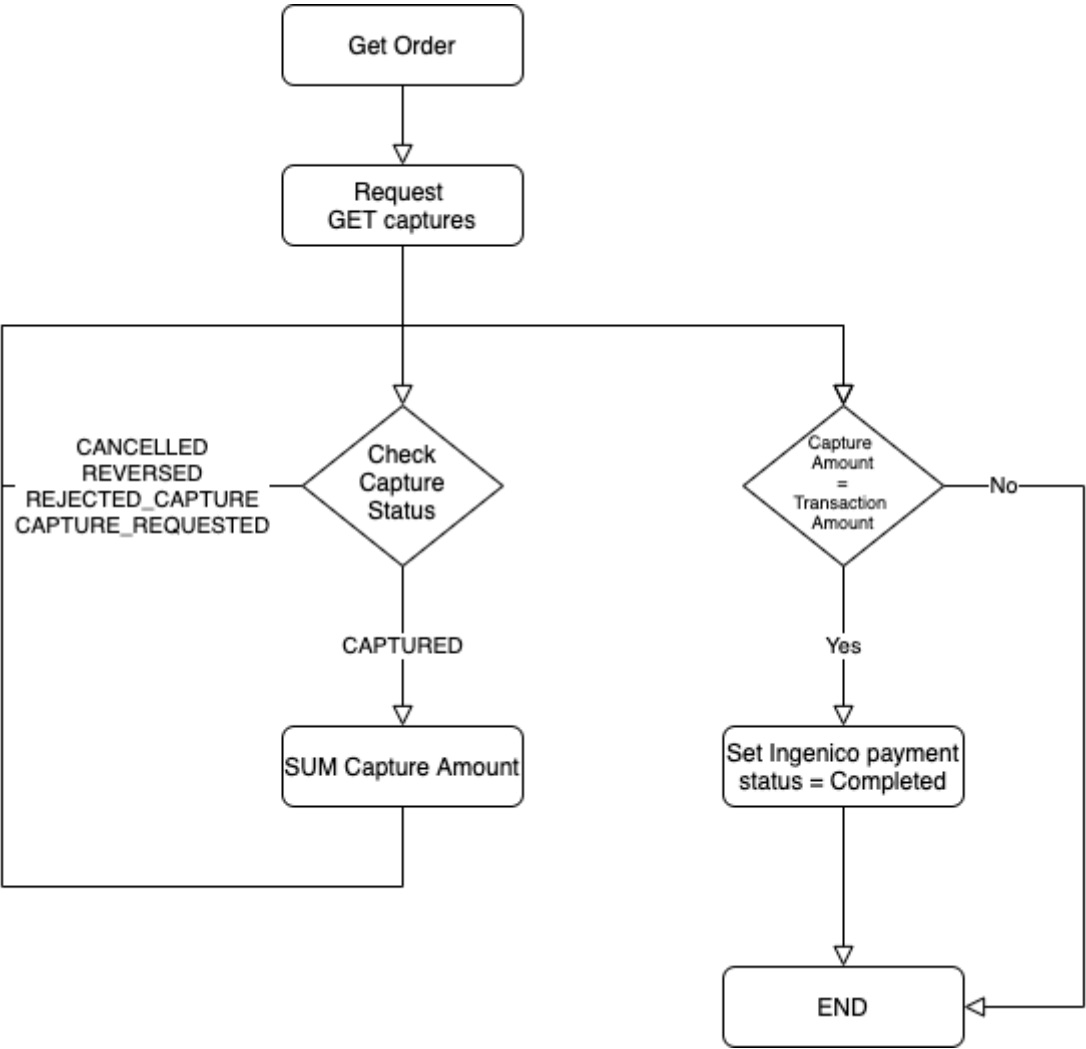 Get Order
Request
GET captures
CANCELLED
REVERSED
REJECTED_CAPTURE
CAPTURE_REQUESTED
Check
Capture
Status
Capture
Amount
=
Transaction
Amount
No
CAPTURED
Yes
SUM Capture Amount
Set Ingenico payment
status = Completed
END